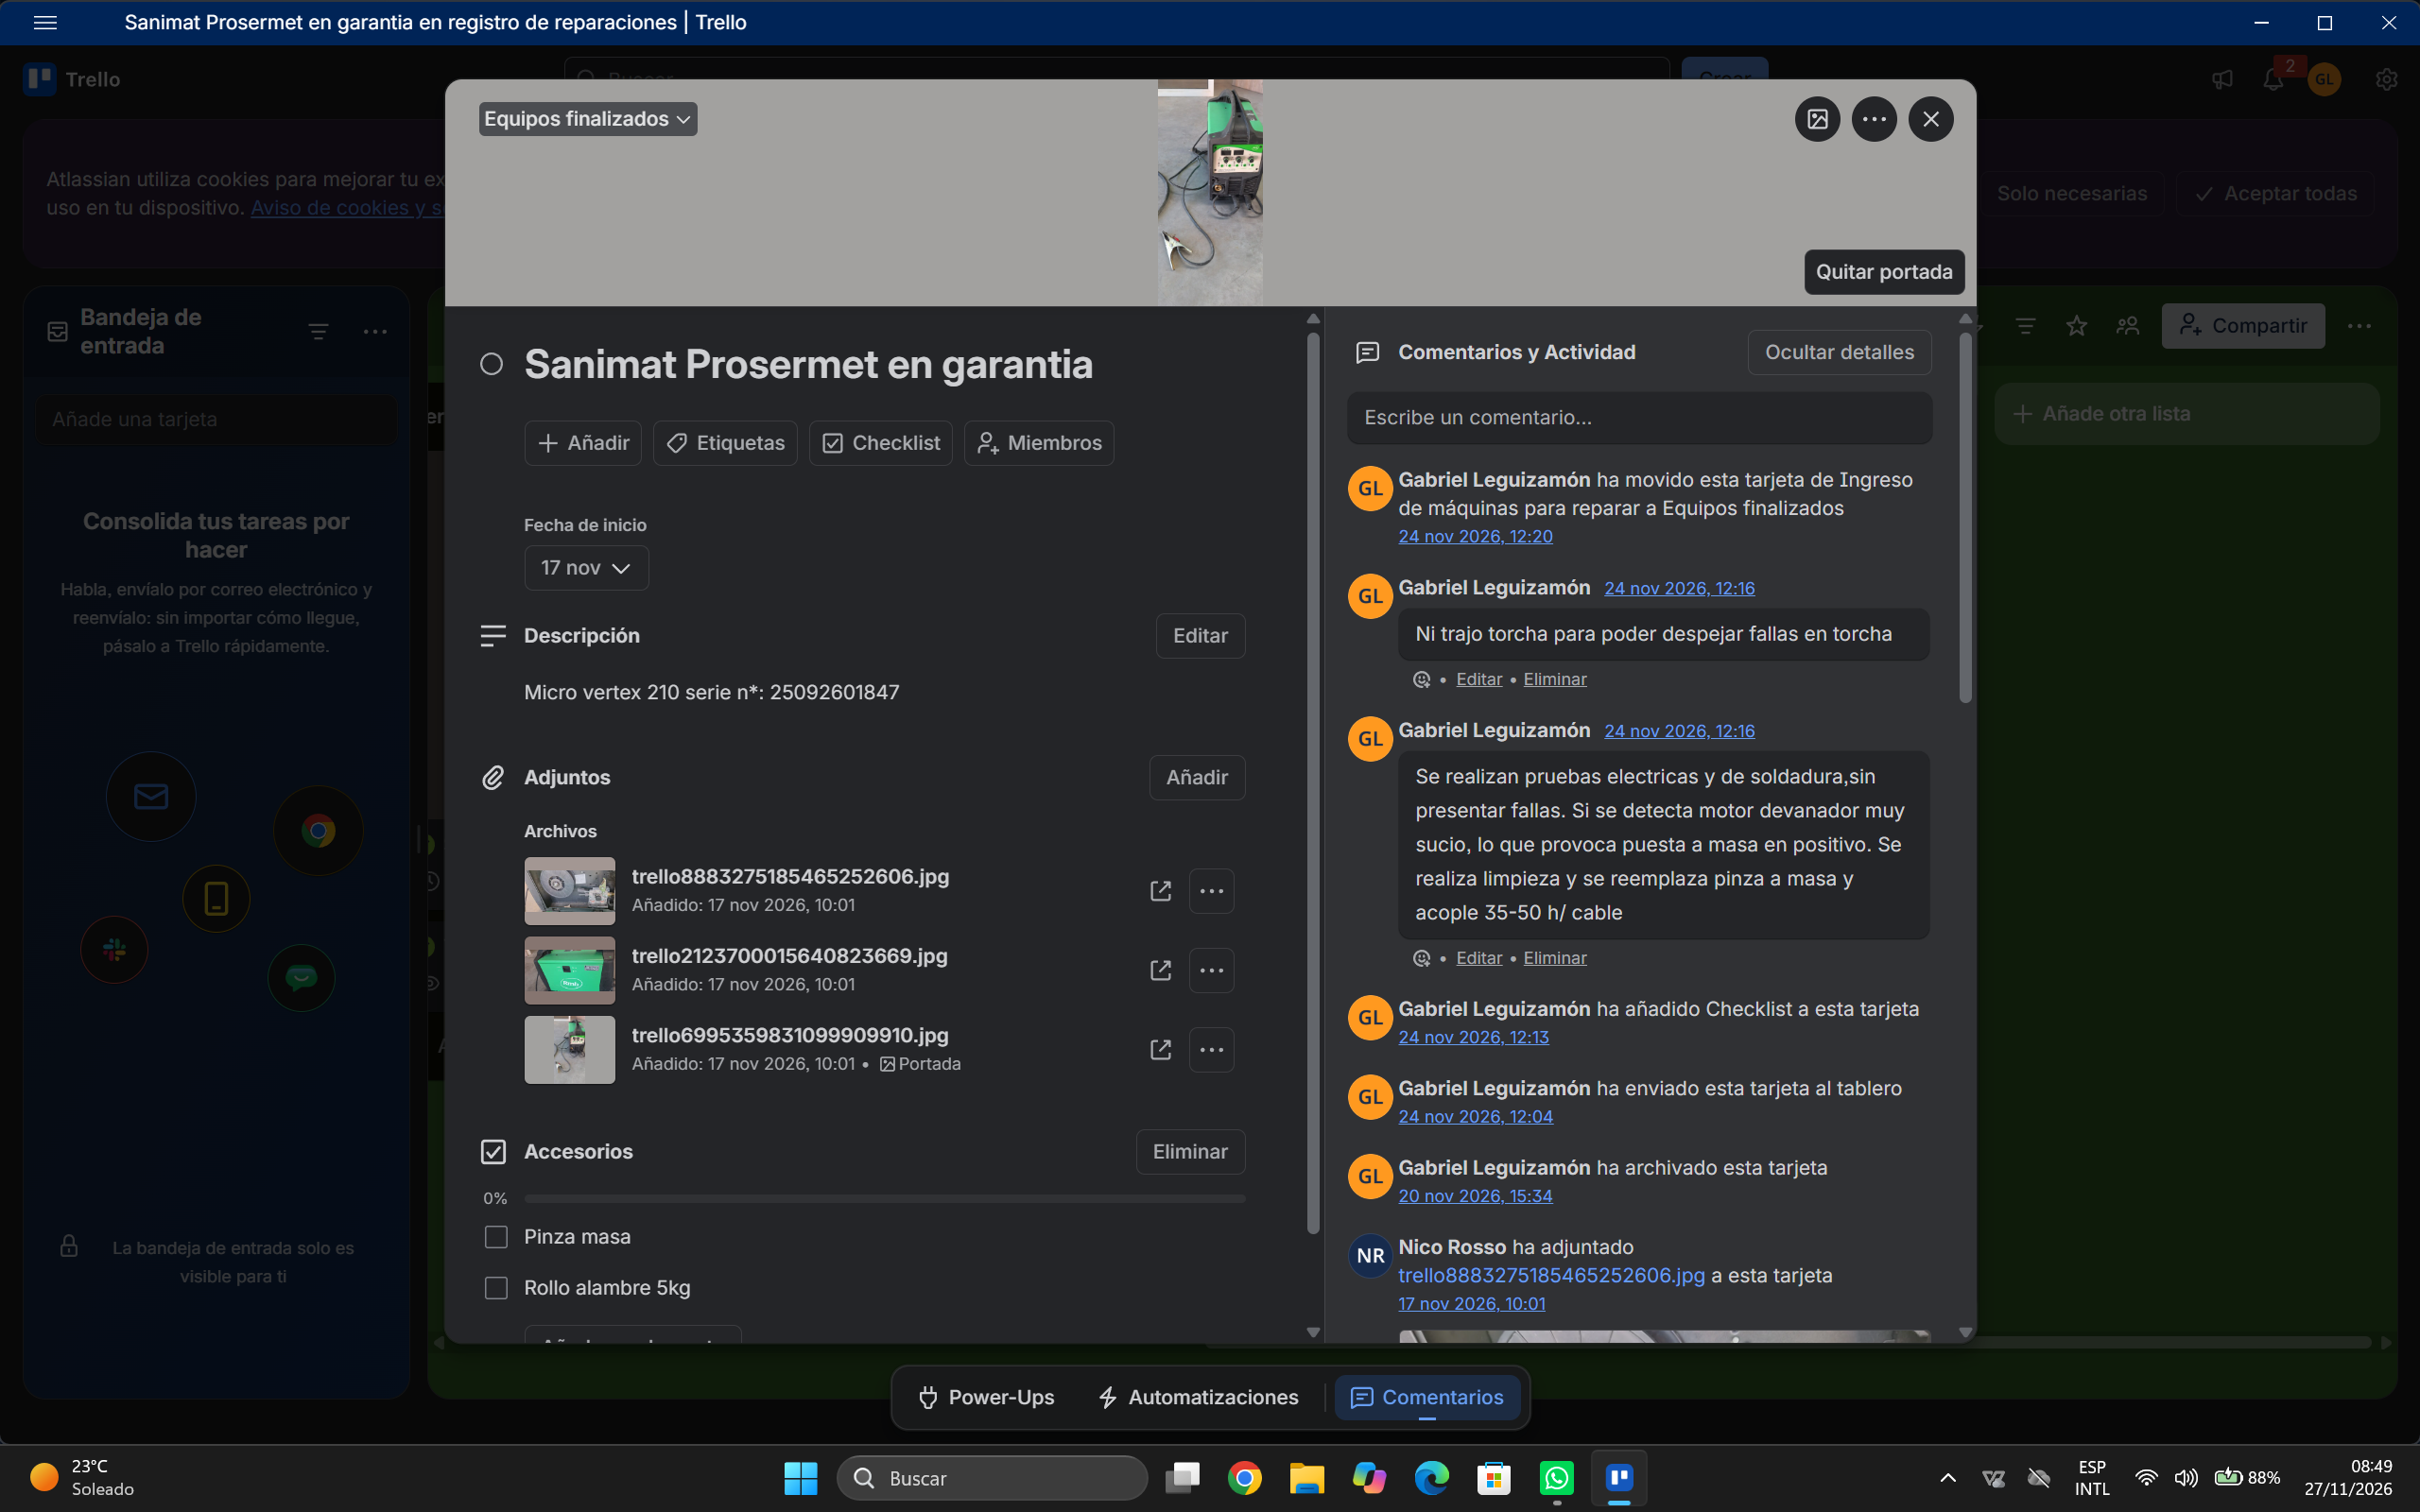 Sanimat Prosermet en garantia en registro de reparaciones | Trello
Trello
Buscar
Crear
2
GL
Atlassian utiliza cookies para mejorar tu ex
uso en tu dispositivo. Aviso de cookies y s
Solo necesarias
Aceptar todas
Bandeja de
entrada
Añade una tarjeta
Consolida tus tareas por
hacer
Habla, envíalo por correo electrónico y
reenvíalo: sin importar cómo llegue,
pásalo a Trello rápidamente.
La bandeja de entrada solo es
visible para ti
Compartir
Añade otra lista
Equipos finalizados
Quitar portada
Sanimat Prosermet en garantia
Añadir
Etiquetas
Checklist
Miembros
Fecha de inicio
17 nov
Descripción
Editar
Micro vertex 210 serie n*: 25092601847
Adjuntos
Añadir
Archivos
trello8883275185465252606.jpg
Añadido: 17 nov 2026, 10:01
trello2123700015640823669.jpg
Añadido: 17 nov 2026, 10:01
trello6995359831099909910.jpg
Añadido: 17 nov 2026, 10:01 • Portada
Accesorios
Eliminar
0%
Pinza masa
Rollo alambre 5kg
Comentarios y Actividad
Ocultar detalles
Escribe un comentario...
GL
Gabriel Leguizamón ha movido esta tarjeta de Ingreso
de máquinas para reparar a Equipos finalizados
24 nov 2026, 12:20
GL
Gabriel Leguizamón 24 nov 2026, 12:16
Ni trajo torcha para poder despejar fallas en torcha
• Editar • Eliminar
GL
Gabriel Leguizamón 24 nov 2026, 12:16
Se realizan pruebas electricas y de soldadura,sin
presentar fallas. Si se detecta motor devanador muy
sucio, lo que provoca puesta a masa en positivo. Se
realiza limpieza y se reemplaza pinza a masa y
acople 35-50 h/ cable
• Editar • Eliminar
GL
Gabriel Leguizamón ha añadido Checklist a esta tarjeta
24 nov 2026, 12:13
GL
Gabriel Leguizamón ha enviado esta tarjeta al tablero
24 nov 2026, 12:04
GL
Gabriel Leguizamón ha archivado esta tarjeta
20 nov 2026, 15:34
NR
Nico Rosso ha adjuntado
trello8883275185465252606.jpg a esta tarjeta
17 nov 2026, 10:01
Power-Ups
Automatizaciones
Comentarios
23°C
Soleado
Buscar
ESP
INTL
88%
08:49
27/11/2026